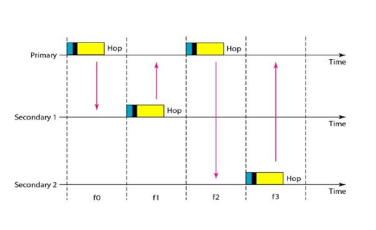 Hop Hop
Primary
Time
Hop
Secondary 1
Time
Hop
Secondary 2
Time
f0 f1 f2 f3